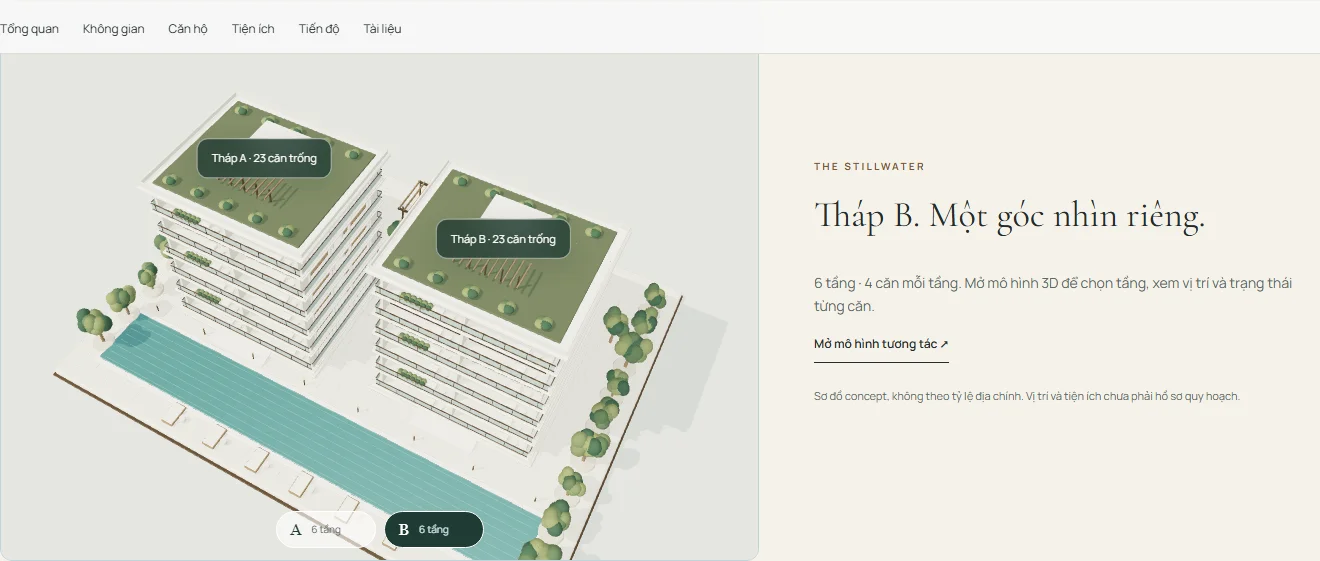 Tổng quan Không gian Căn hộ Tiện ích Tiến độ Tài liệu
Tháp A · 23 căn trống
Tháp B · 23 căn trống
A 6 tầng B 6 tầng
THE STILLWATER
Tháp B. Một góc nhìn riêng.
6 tầng · 4 căn mỗi tầng. Mở mô hình 3D để chọn tầng, xem vị trí và trạng thái
từng căn.
Mở mô hình tương tác ↗
Sơ đồ concept, không theo tỷ lệ địa chính. Vị trí và tiện ích chưa phải hồ sơ quy hoạch.